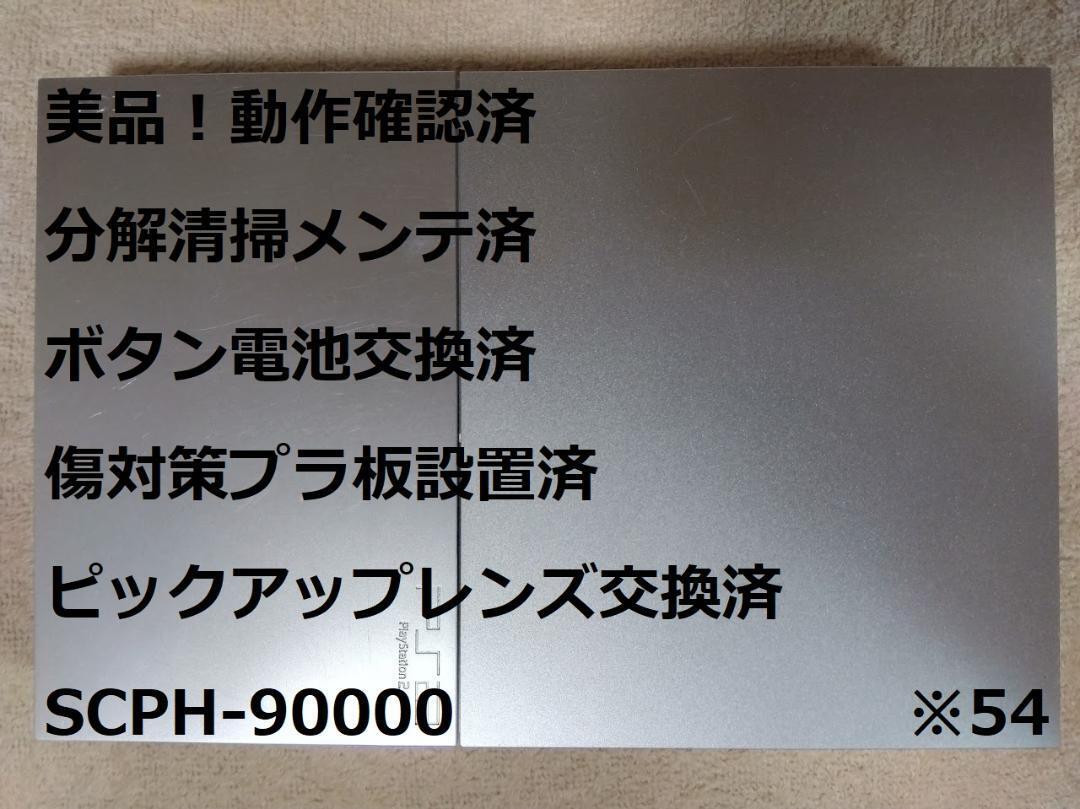 美品！動作確認済
分解清掃メンテ済
ボタン電池交換済
傷対策プラ板設置済
ピックアップレンズ交換済
PS2
PlayStation 2
SCPH-90000
※54